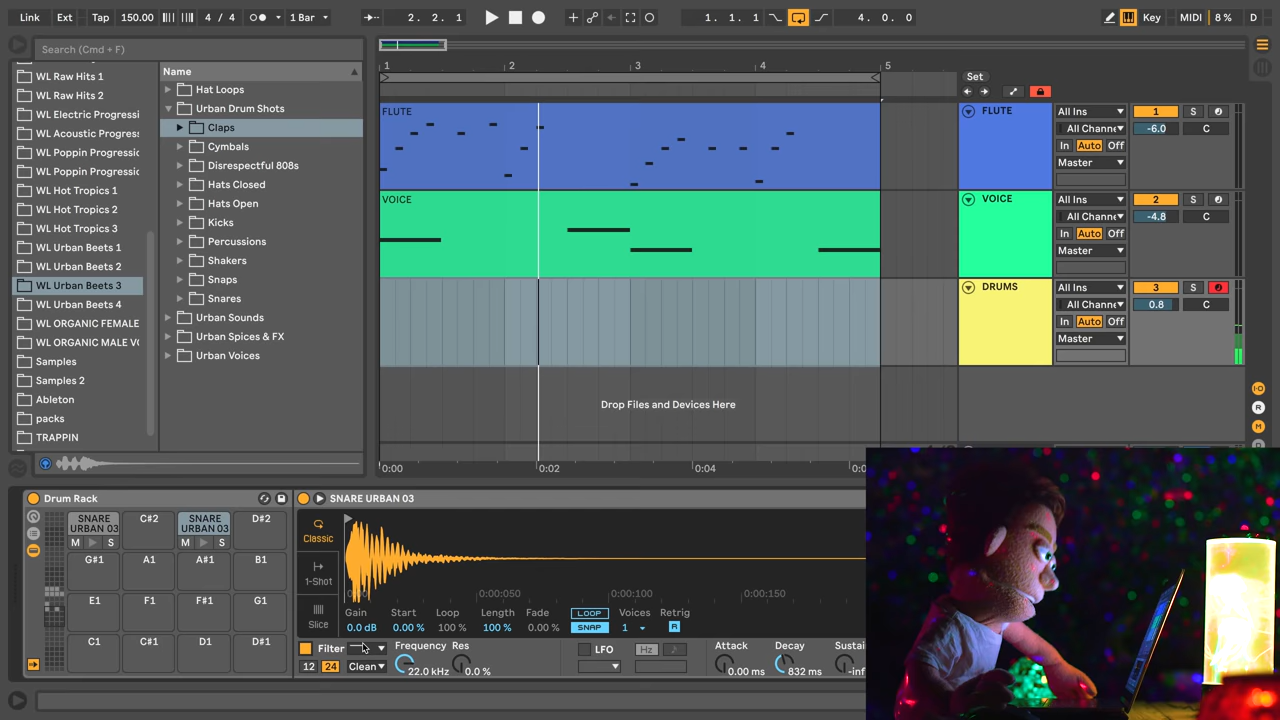 Link Ext Tap 150.00 4 / 4 1 Bar 2. 2. 1 1. 1. 1 4. 0. 0 Key MIDI 8 % D
Search (Cmd + F)
WL Raw Hits 1
WL Raw Hits 2
WL Electric Progressi
WL Acoustic Progres
WL Poppin Progressic
WL Poppin Progressic
WL Hot Tropics 1
WL Hot Tropics 2
WL Hot Tropics 3
WL Urban Beets 1
WL Urban Beets 2
WL Urban Beets 3
WL Urban Beets 4
WL ORGANIC FEMALE
WL ORGANIC MALE VO
Samples
Samples 2
Ableton
packs
TRAPPIN
Name
Hat Loops
Urban Drum Shots
Claps
Cymbals
Disrespectful 808s
Hats Closed
Hats Open
Kicks
Percussions
Shakers
Snaps
Snares
Urban Sounds
Urban Spices & FX
Urban Voices
1 2 3 4 5
Set
FLUTE
VOICE
Drop Files and Devices Here
0:00 0:02 0:04
FLUTE All Ins 1 S
All Channe -6.0 C
In Auto Off
Master
VOICE All Ins 2 S
All Channe -4.8 C
In Auto Off
Master
DRUMS All Ins 3 S
All Channe 0.8 C
In Auto Off
Master
I·O
R
M
D
Drum Rack
SNARE URBAN 03 C#2 SNARE URBAN 03 D#2
M S M S
G#1 A1 A#1 B1
E1 F1 F#1 G1
C1 C#1 D1 D#1
SNARE URBAN 03
Classic
1-Shot
Slice
0:00:050 0:00:100 0:00:150
Gain Start Loop Length Fade LOOP Voices Retrig
0.0 dB 0.00 % 100 % 100 % 0.00 % SNAP 1 R
Filter Frequency Res LFO Hz Attack Decay Sustai
12 24 Clean 22.0 kHz 0.0 % 0.00 ms 832 ms -inf